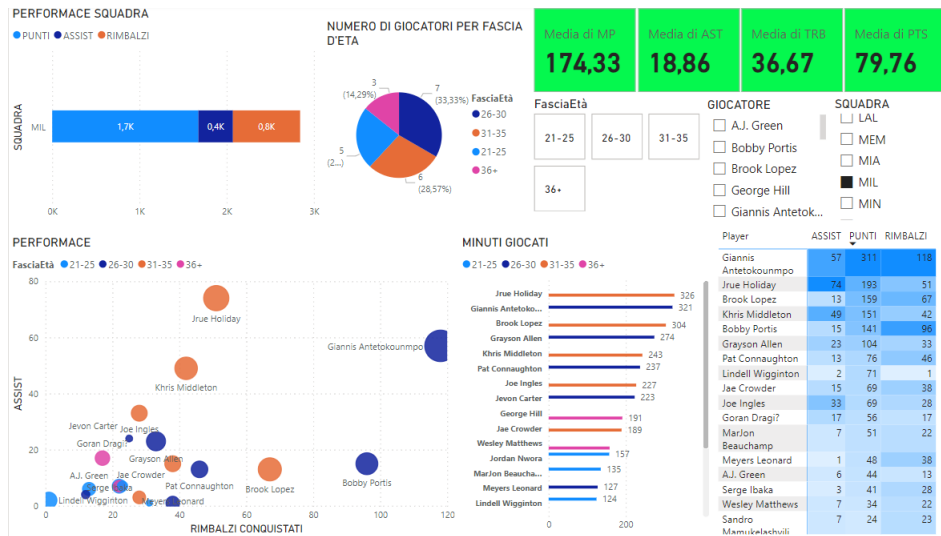 PERFORMACE SQUADRA
PUNTI ASSIST RIMBALZI
SQUADRA
MIL
1,7K 0,4K 0,8K
0K 1K 2K 3K
NUMERO DI GIOCATORI PER FASCIA
D'ETA
3
(14,29%)
7
(33,33%)
5
(2...)
6
(28,57%)
FasciaEtà
26-30
31-35
21-25
36+
Media di MP
174,33
Media di AST
18,86
Media di TRB
36,67
Media di PTS
79,76
FasciaEtà
21-25 26-30 31-35
36+
GIOCATORE
A.J. Green
Bobby Portis
Brook Lopez
George Hill
Giannis Antetok...
SQUADRA
LAL
MEM
MIA
MIL
MIN
PERFORMACE
FasciaEtà 21-25 26-30 31-35 36+
ASSIST
80
60
40
20
0
Jrue Holiday
Giannis Antetokounmpo
Khris Middleton
Jevon Carter
Joe Ingles
Goran Dragi?
Grayson Allen
A.J. Green
Jae Crowder
Serge Ibaka
Pat Connaughton
Brook Lopez
Bobby Portis
Lindell Wigginton
Meyers Leonard
0 20 40 60 80 100 120
RIMBALZI CONQUISTATI
MINUTI GIOCATI
21-25 26-30 31-35 36+
Jrue Holiday 326
Giannis Antetoko... 321
Brook Lopez 304
Grayson Allen 274
Khris Middleton 243
Pat Connaughton 237
Joe Ingles 227
Jevon Carter 223
George Hill 191
Jae Crowder 189
Wesley Matthews
Jordan Nwora 157
MarJon Beaucha... 135
Meyers Leonard 127
Lindell Wigginton 124
0 200
Player ASSIST PUNTI RIMBALZI
Giannis 57 311 118
Antetokounmpo
Jrue Holiday 74 193 51
Brook Lopez 13 159 67
Khris Middleton 49 151 42
Bobby Portis 15 141 96
Grayson Allen 23 104 33
Pat Connaughton 13 76 46
Lindell Wigginton 2 71 1
Jae Crowder 15 69 38
Joe Ingles 33 69 28
Goran Dragi? 17 56 17
MarJon 7 51 22
Beauchamp
Meyers Leonard 1 48 38
A.J. Green 6 44 13
Serge Ibaka 3 41 28
Wesley Matthews 7 34 22
Sandro 7 24 23
Mamukelashvili